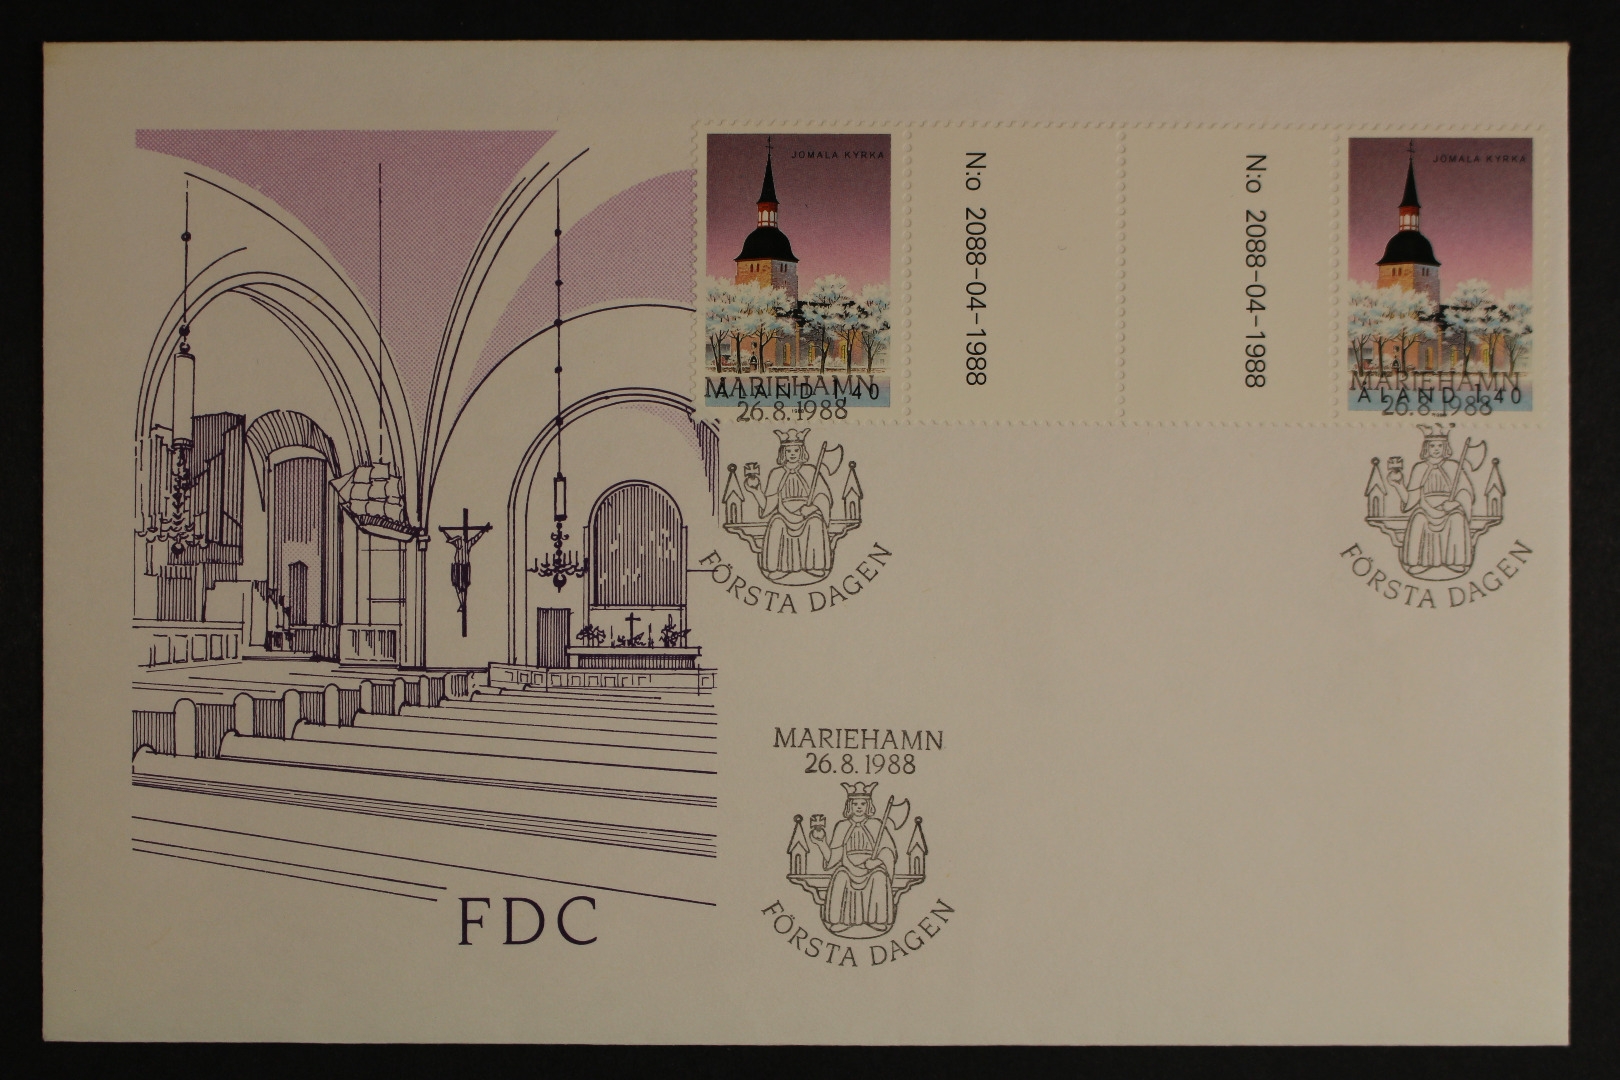 JOMALA KYRKA
ÅLAND 1,40
N:o 2088-04-1988
N:o 2088-04-1988
JOMALA KYRKA
ÅLAND 1,40
MARIEHAMN
26.8.1988
FÖRSTA DAGEN
MARIEHAMN
26.8.1988
FÖRSTA DAGEN
MARIEHAMN
26.8.1988
FÖRSTA DAGEN
FDC